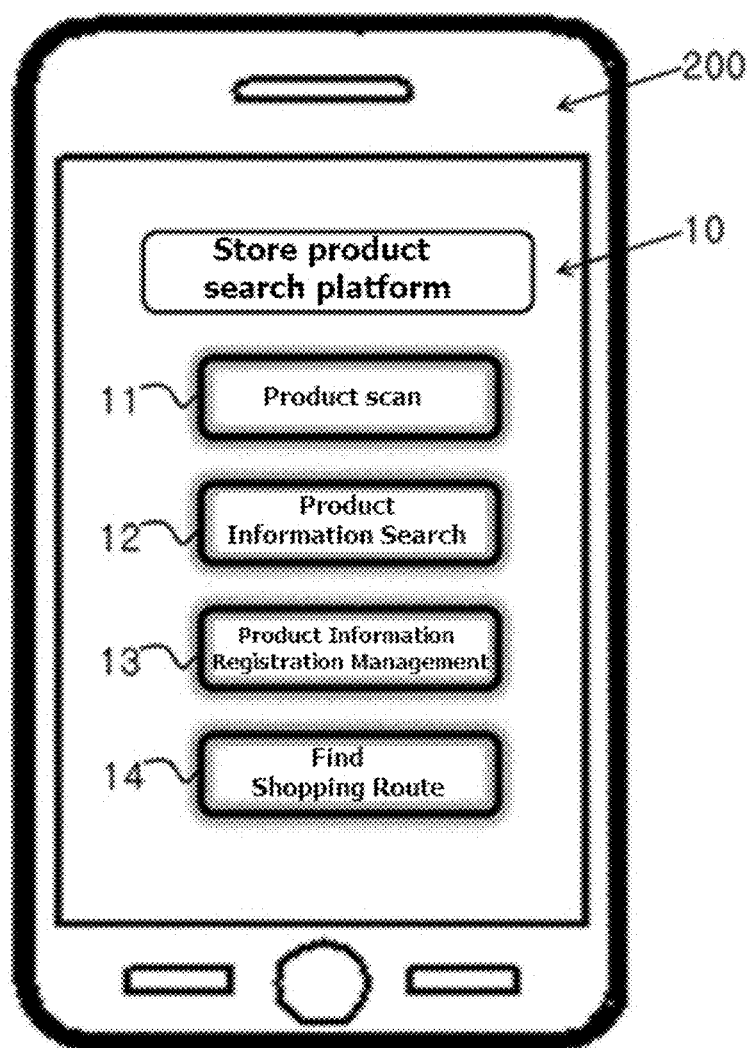 200
Store product
search platform
10
11
Product scan
12
Product
Information Search
13
Product Information
Registration Management
14
Find
Shopping Route